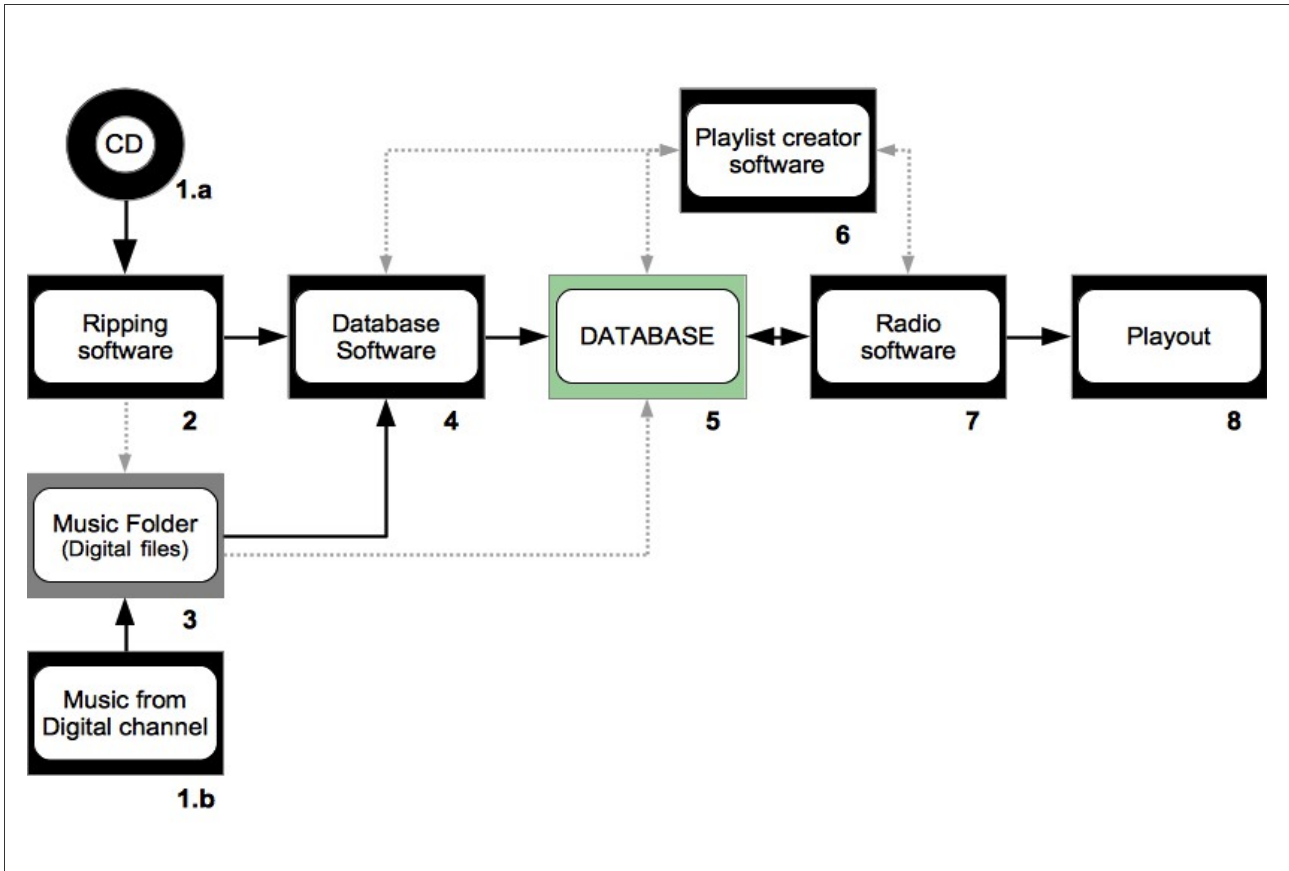 CD
1.a
Playlist creator
software
6
Ripping
software
2
Database
Software
4
DATABASE
5
Radio
software
7
Playout
8
Music Folder
(Digital files)
3
Music from
Digital channel
1.b